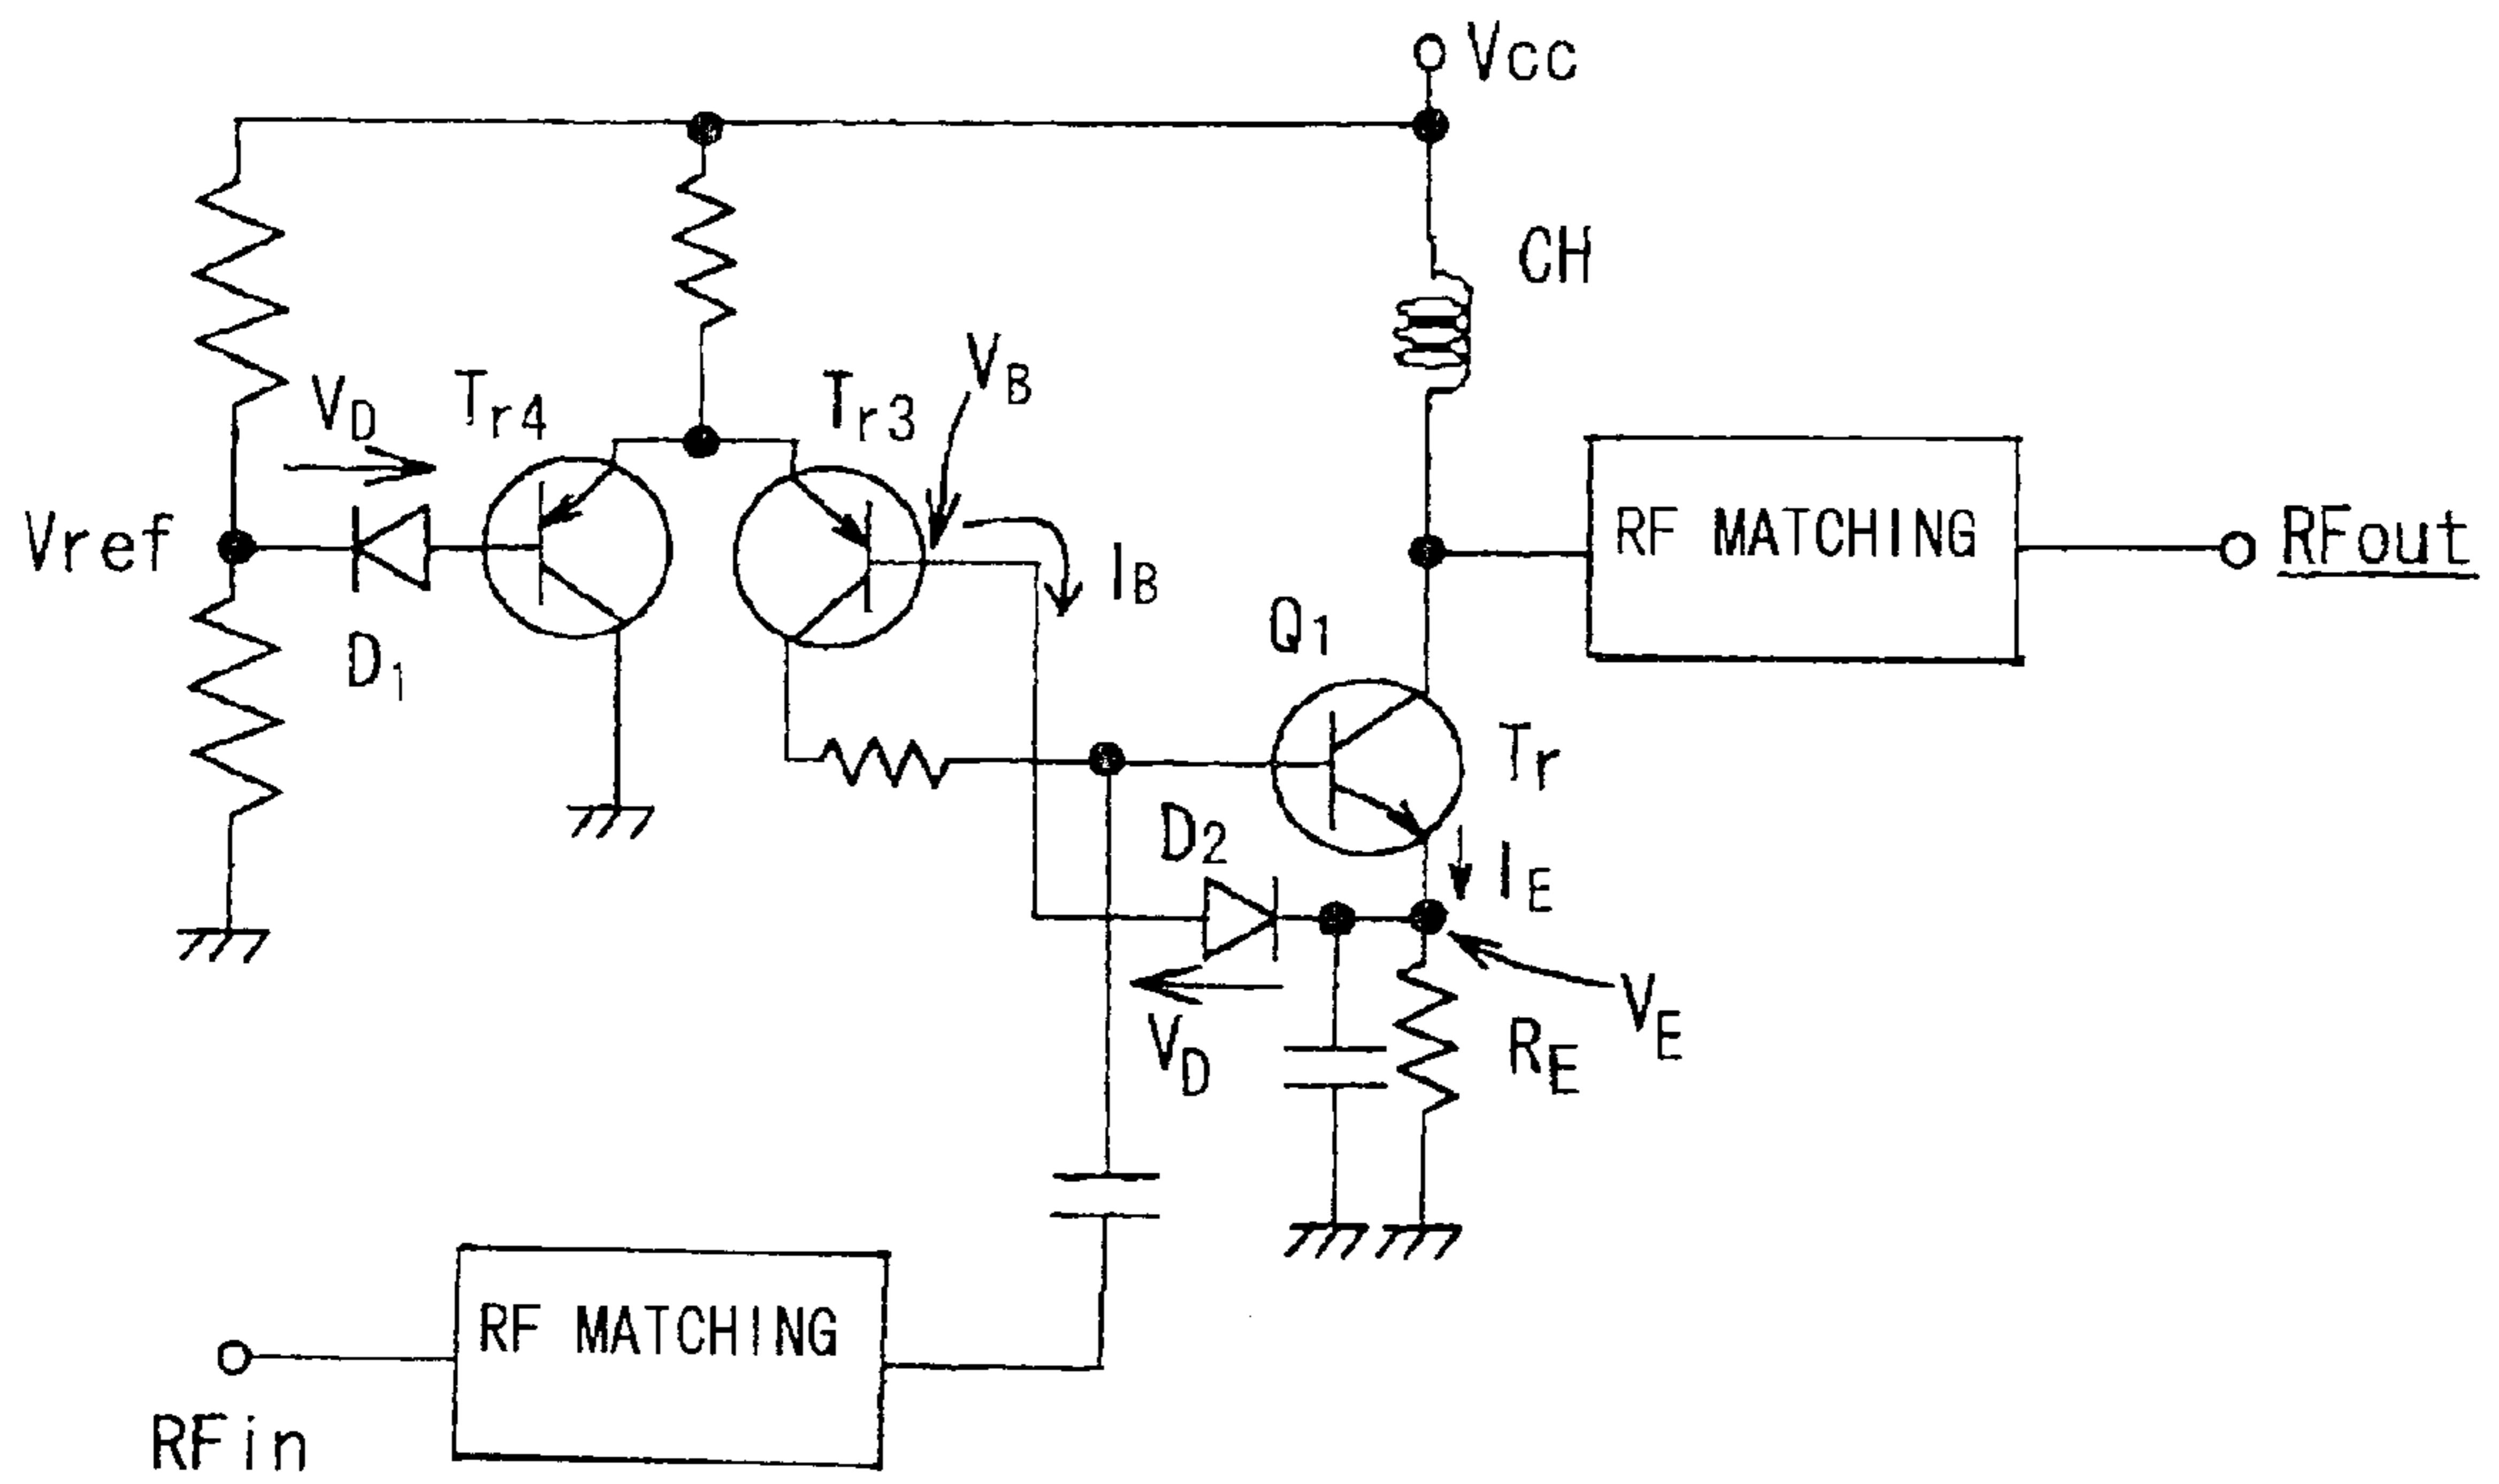 Vcc
CH
VB
VD
Tr4
Tr3
Vref
IB
RF MATCHING
RFout
D1
Q1
Tr
D2
IE
VE
VD
RE
RF MATCHING
RFin